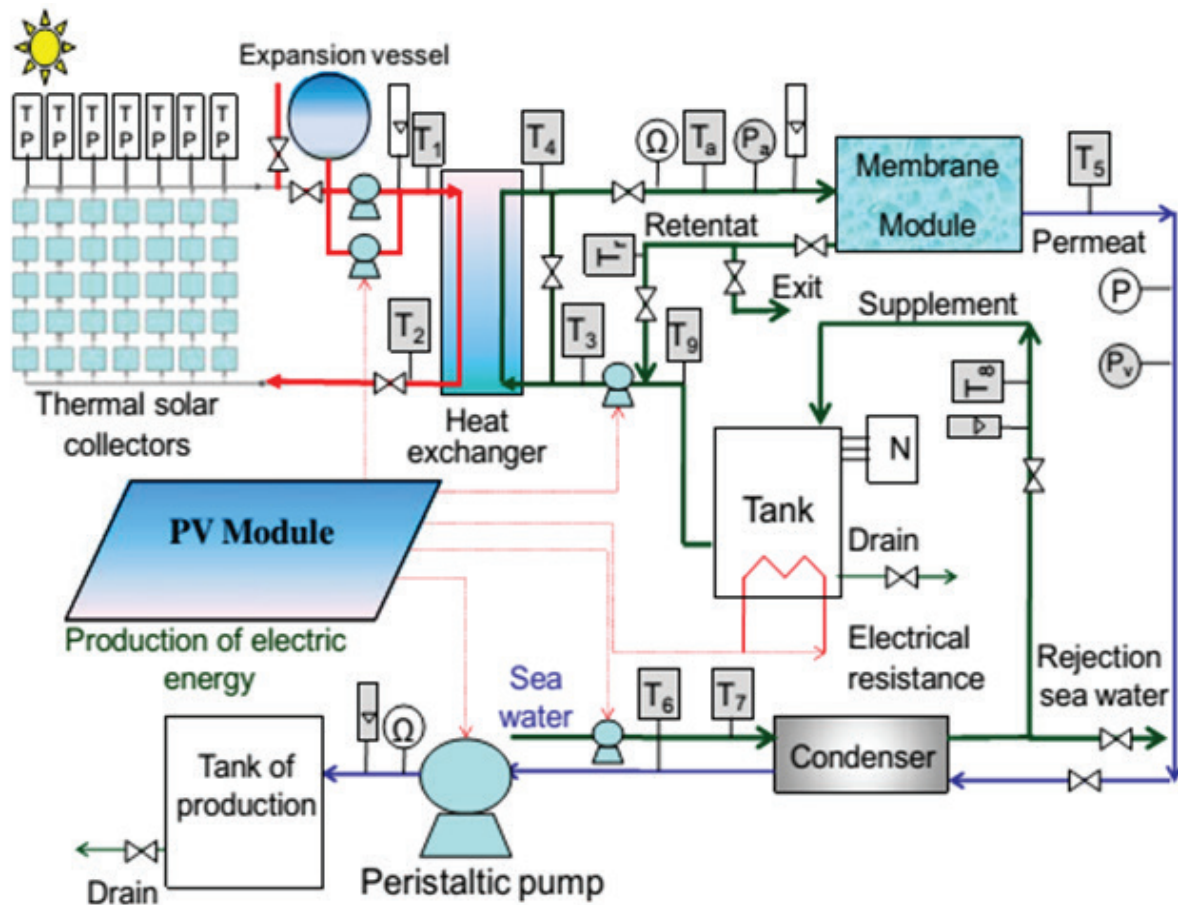 Expansion vessel
T P T P T P T P T P T P T P
T1
T4
Ω
Ta
Pa
Membrane
Module
T5
Retentat
Permeat
Tr
Exit
Supplement
P
T2
T3
T9
T8
Pv
Thermal solar
collectors
Heat
exchanger
N
Tank
PV Module
Drain
Production of electric
energy
Electrical
resistance
Rejection
sea water
Sea
water
T6
T7
Ω
Condenser
Tank of
production
Drain
Peristaltic pump